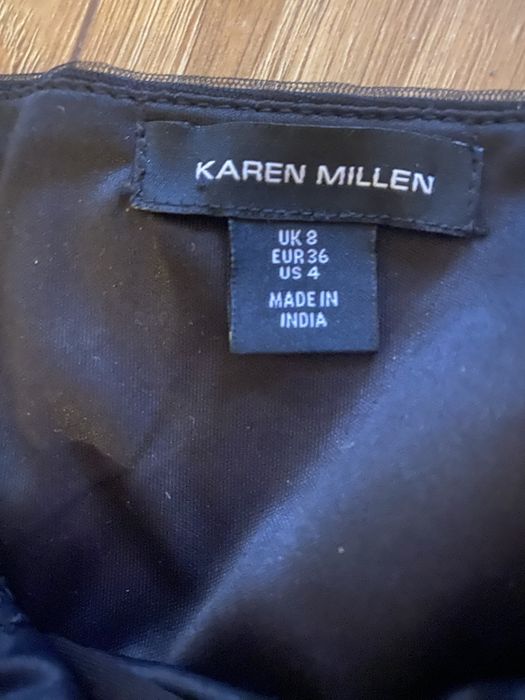 KAREN MILLEN
UK 8
EUR 36
US 4
MADE IN
INDIA